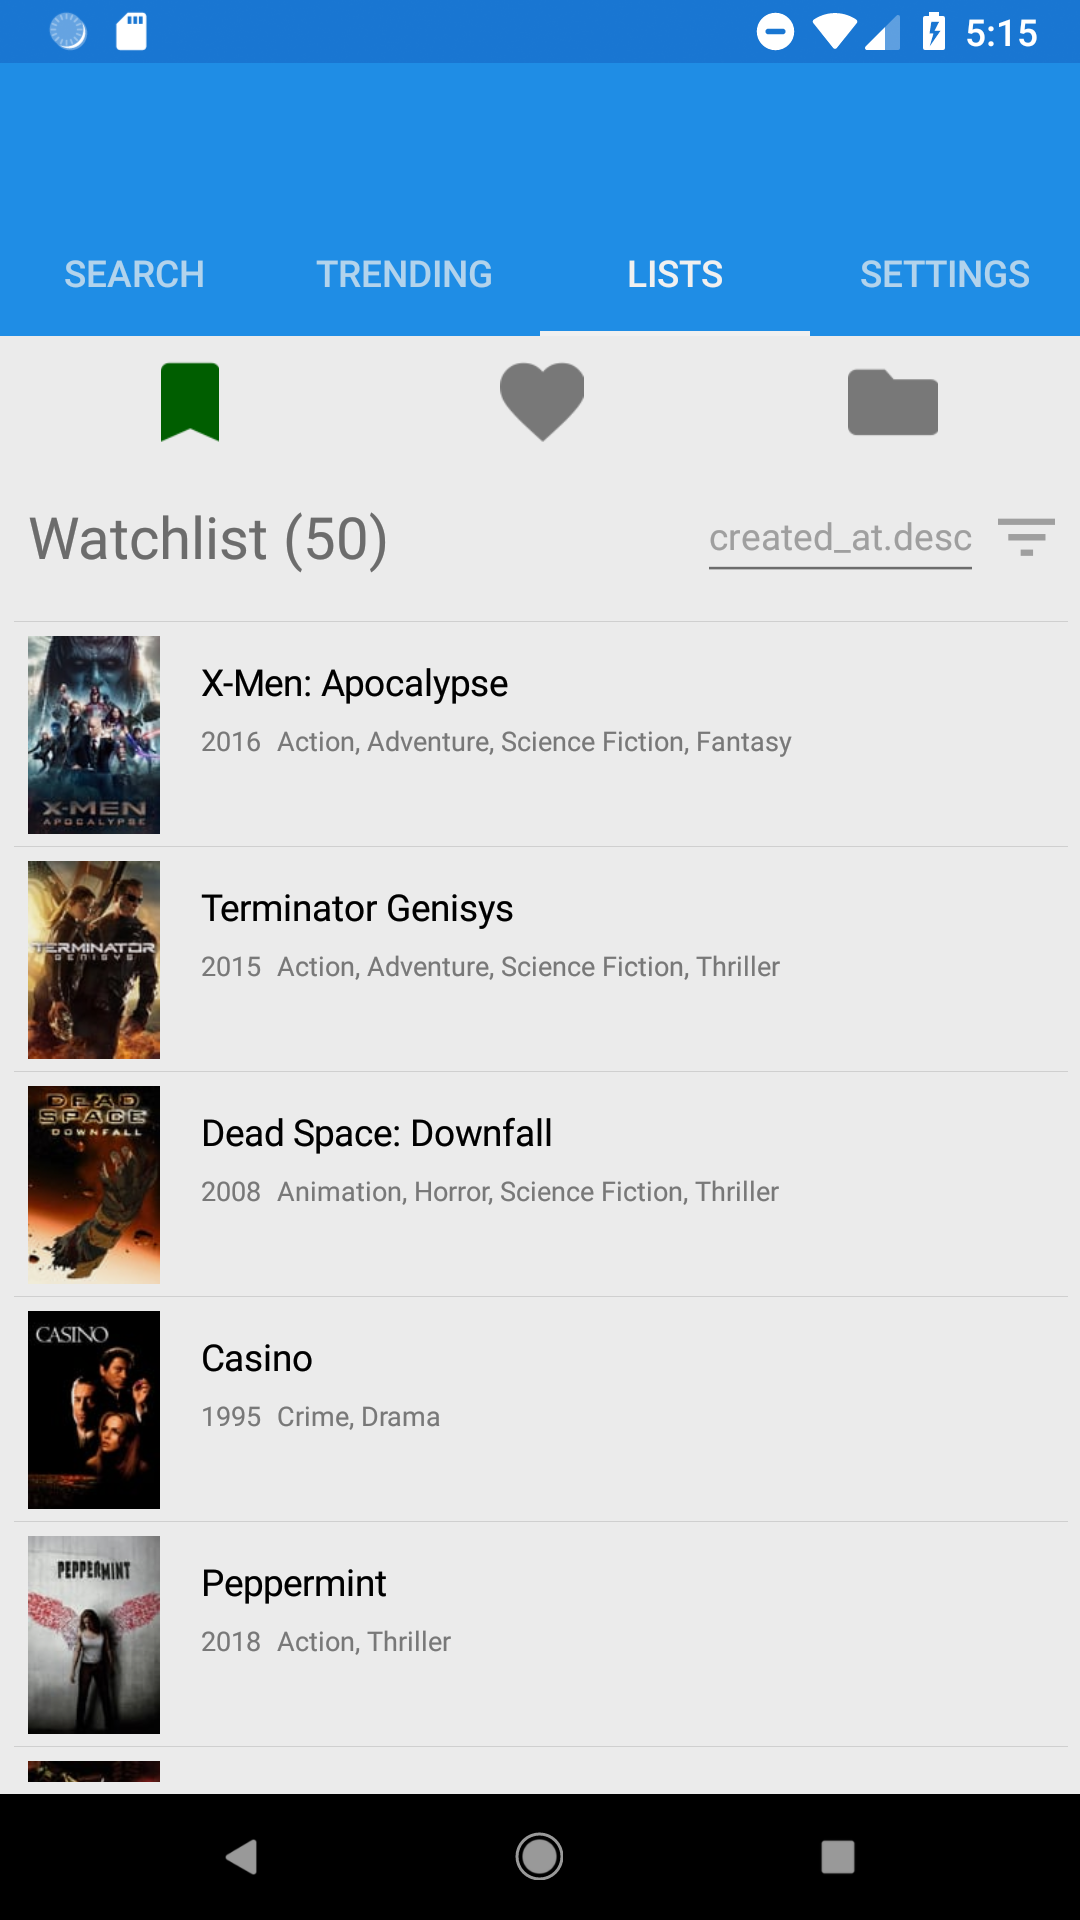 5:15
SEARCH TRENDING LISTS SETTINGS
Watchlist (50) created_at.desc
X-MEN
APOCALYPSE
X-Men: Apocalypse
2016 Action, Adventure, Science Fiction, Fantasy
TERMINATOR
GENISYS
Terminator Genisys
2015 Action, Adventure, Science Fiction, Thriller
DEAD
SPACE
DOWNFALL
Dead Space: Downfall
2008 Animation, Horror, Science Fiction, Thriller
CASINO
Casino
1995 Crime, Drama
PEPPERMINT
Peppermint
2018 Action, Thriller